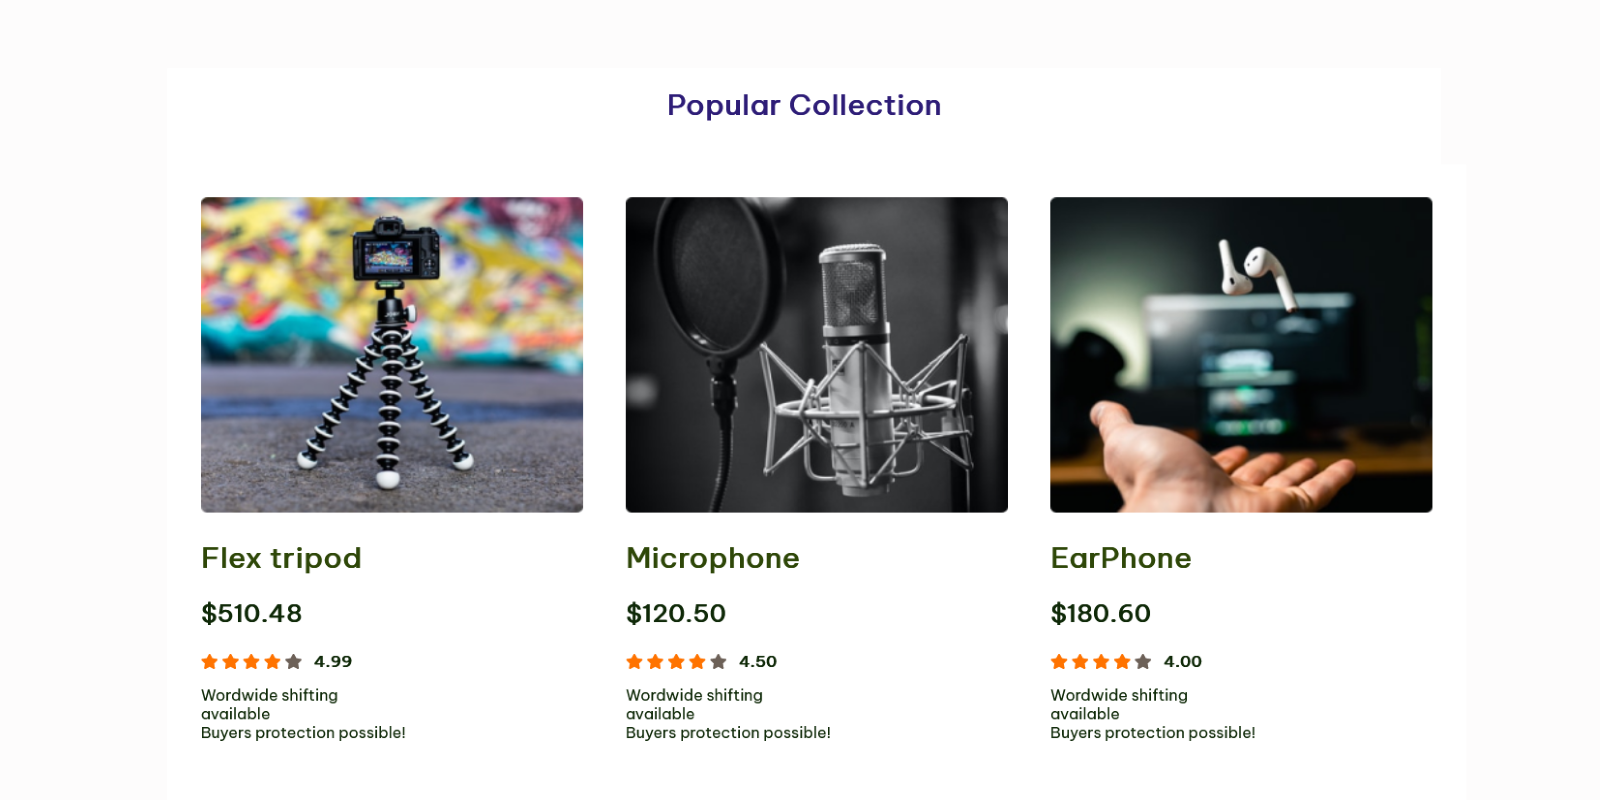 Popular Collection
Flex tripod
$510.48
4.99
Wordwide shifting
available
Buyers protection possible!
Microphone
$120.50
4.50
Wordwide shifting
available
Buyers protection possible!
EarPhone
$180.60
4.00
Wordwide shifting
available
Buyers protection possible!